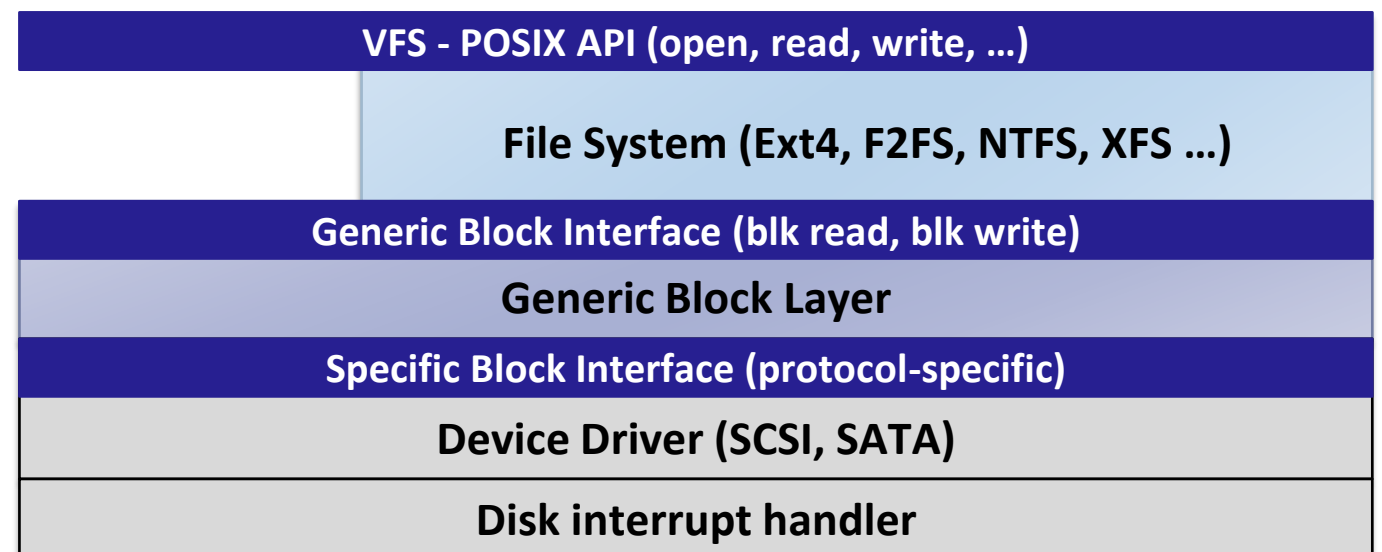 VFS - POSIX API (open, read, write, …)
File System (Ext4, F2FS, NTFS, XFS …)
Generic Block Interface (blk read, blk write)
Generic Block Layer
Specific Block Interface (protocol-specific)
Device Driver (SCSI, SATA)
Disk interrupt handler